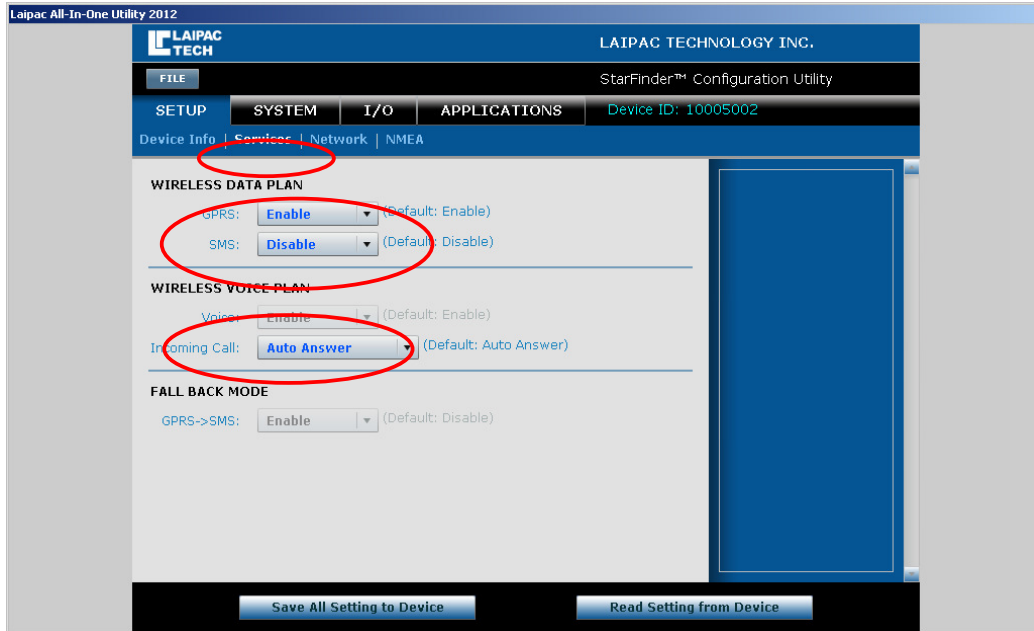 Laipac All-In-One Utility 2012
LAIPAC TECH
LAIPAC TECHNOLOGY INC.
FILE
StarFinder™ Configuration Utility
SETUP SYSTEM I/O APPLICATIONS Device ID: 10005002
Device Info | Services | Network | NMEA
WIRELESS DATA PLAN
GPRS: Enable (Default: Enable)
SMS: Disable (Default: Disable)
WIRELESS VOICE PLAN
Voice: Enable (Default: Enable)
Incoming Call: Auto Answer (Default: Auto Answer)
FALL BACK MODE
GPRS->SMS: Enable (Default: Disable)
Save All Setting to Device Read Setting from Device